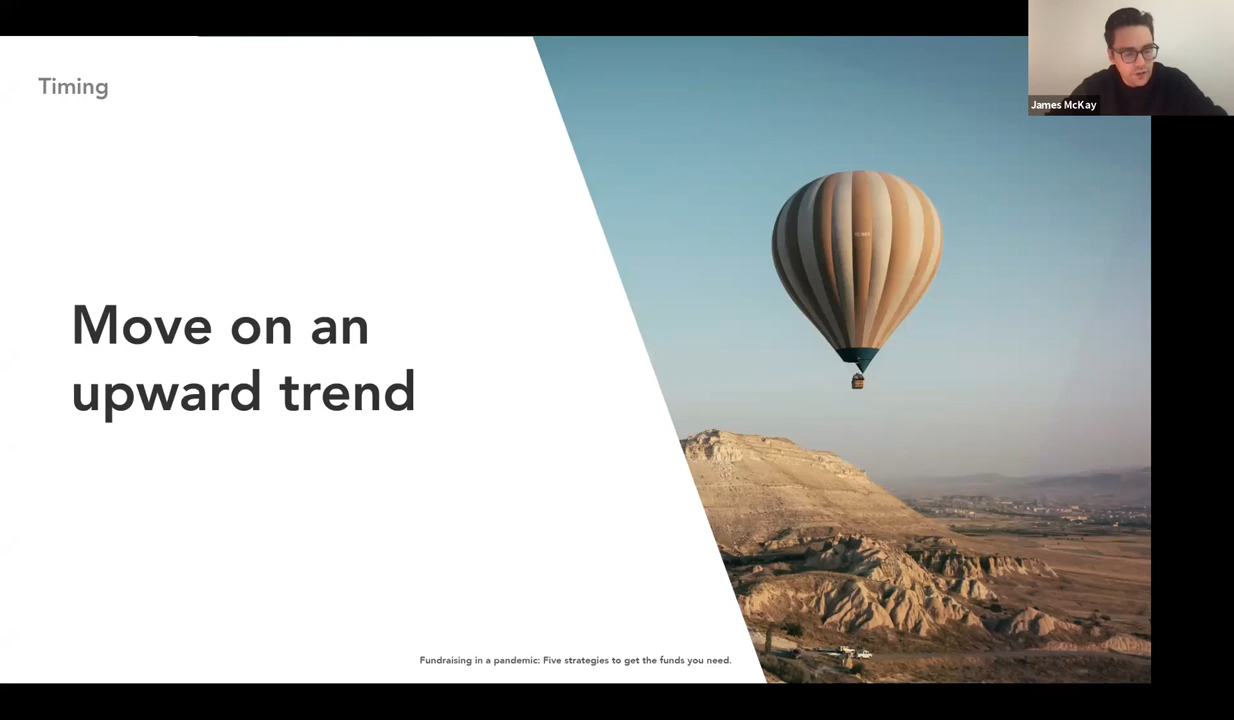 Timing
James McKay
Move on an
upward trend
Fundraising in a pandemic: Five strategies to get the funds you need.